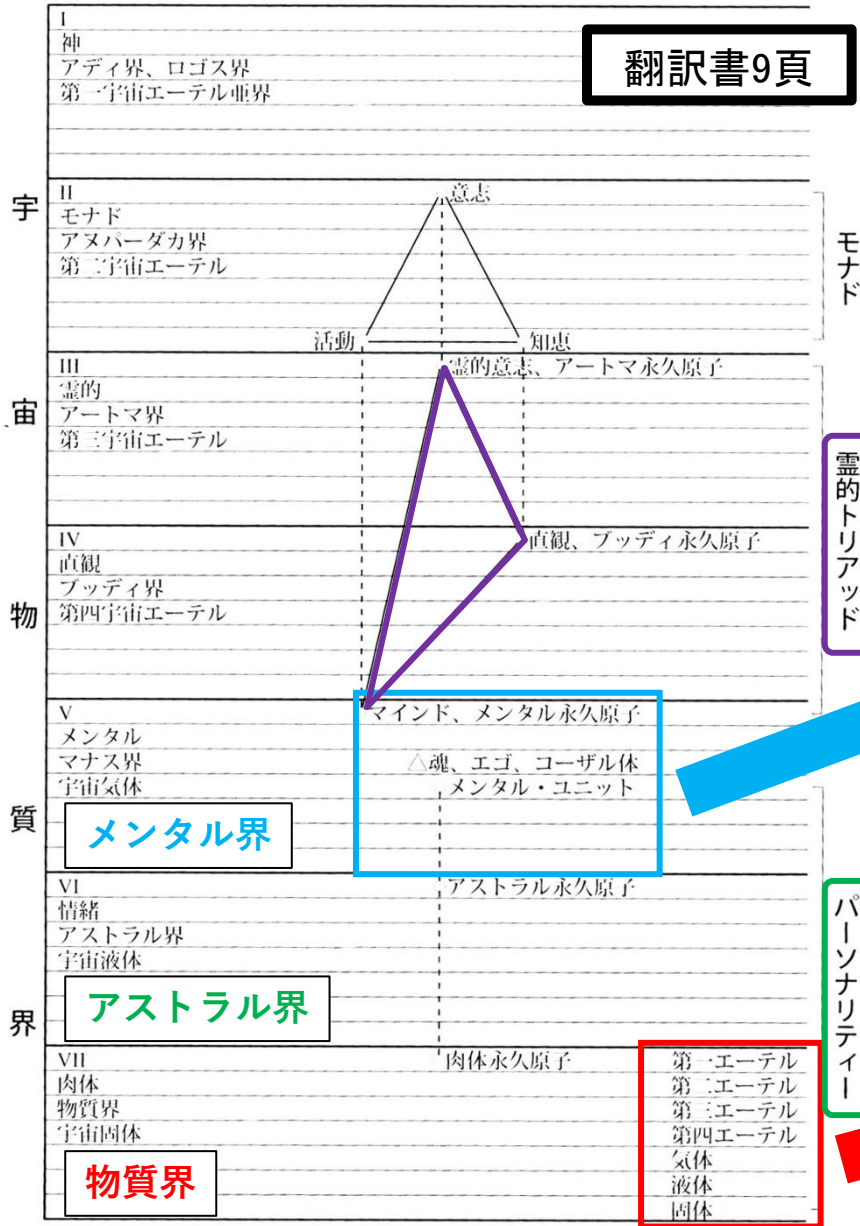 翻訳書9頁
宇宙物質界
I
神
アディ界、ロゴス界
第一宇宙エーテル亜界
II
モナド
アヌパーダカ界
第二宇宙エーテル
意志
活動
知恵
モナド
III
霊的
アートマ界
第三宇宙エーテル
霊的意志、アートマ永久原子
IV
直観
ブッディ界
第四宇宙エーテル
直観、ブッディ永久原子
霊的トリアッド
V
メンタル
マナス界
宇宙気体
メンタル界
マインド、メンタル永久原子
△魂、エゴ、コーザル体
メンタル・ユニット
VI
情緒
アストラル界
宇宙液体
アストラル界
アストラル永久原子
パーソナリティー
VII
肉体
物質界
宇宙固体
物質界
肉体永久原子
第一エーテル
第二エーテル
第三エーテル
第四エーテル
気体
液体
固体